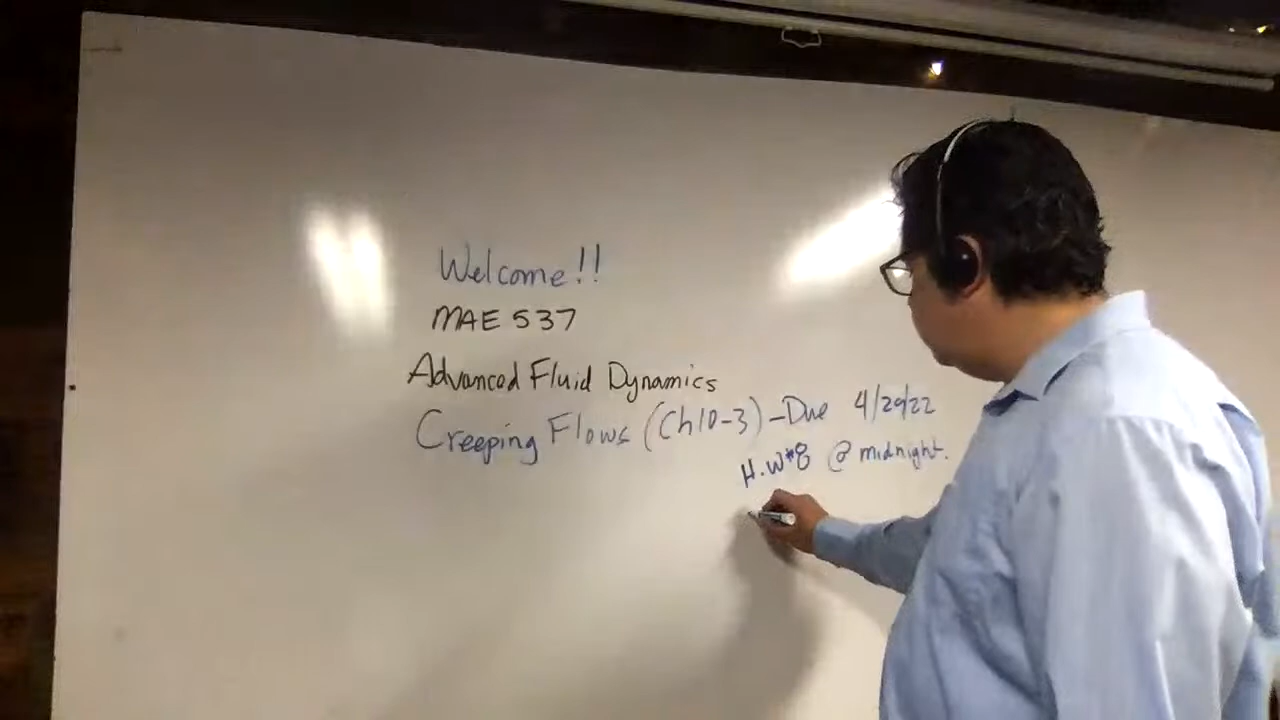 Welcome!!
MAE 537
Advanced Fluid Dynamics
Creeping Flows (Ch10-3) - Due 4/29/22
H.W#8 @ midnight.